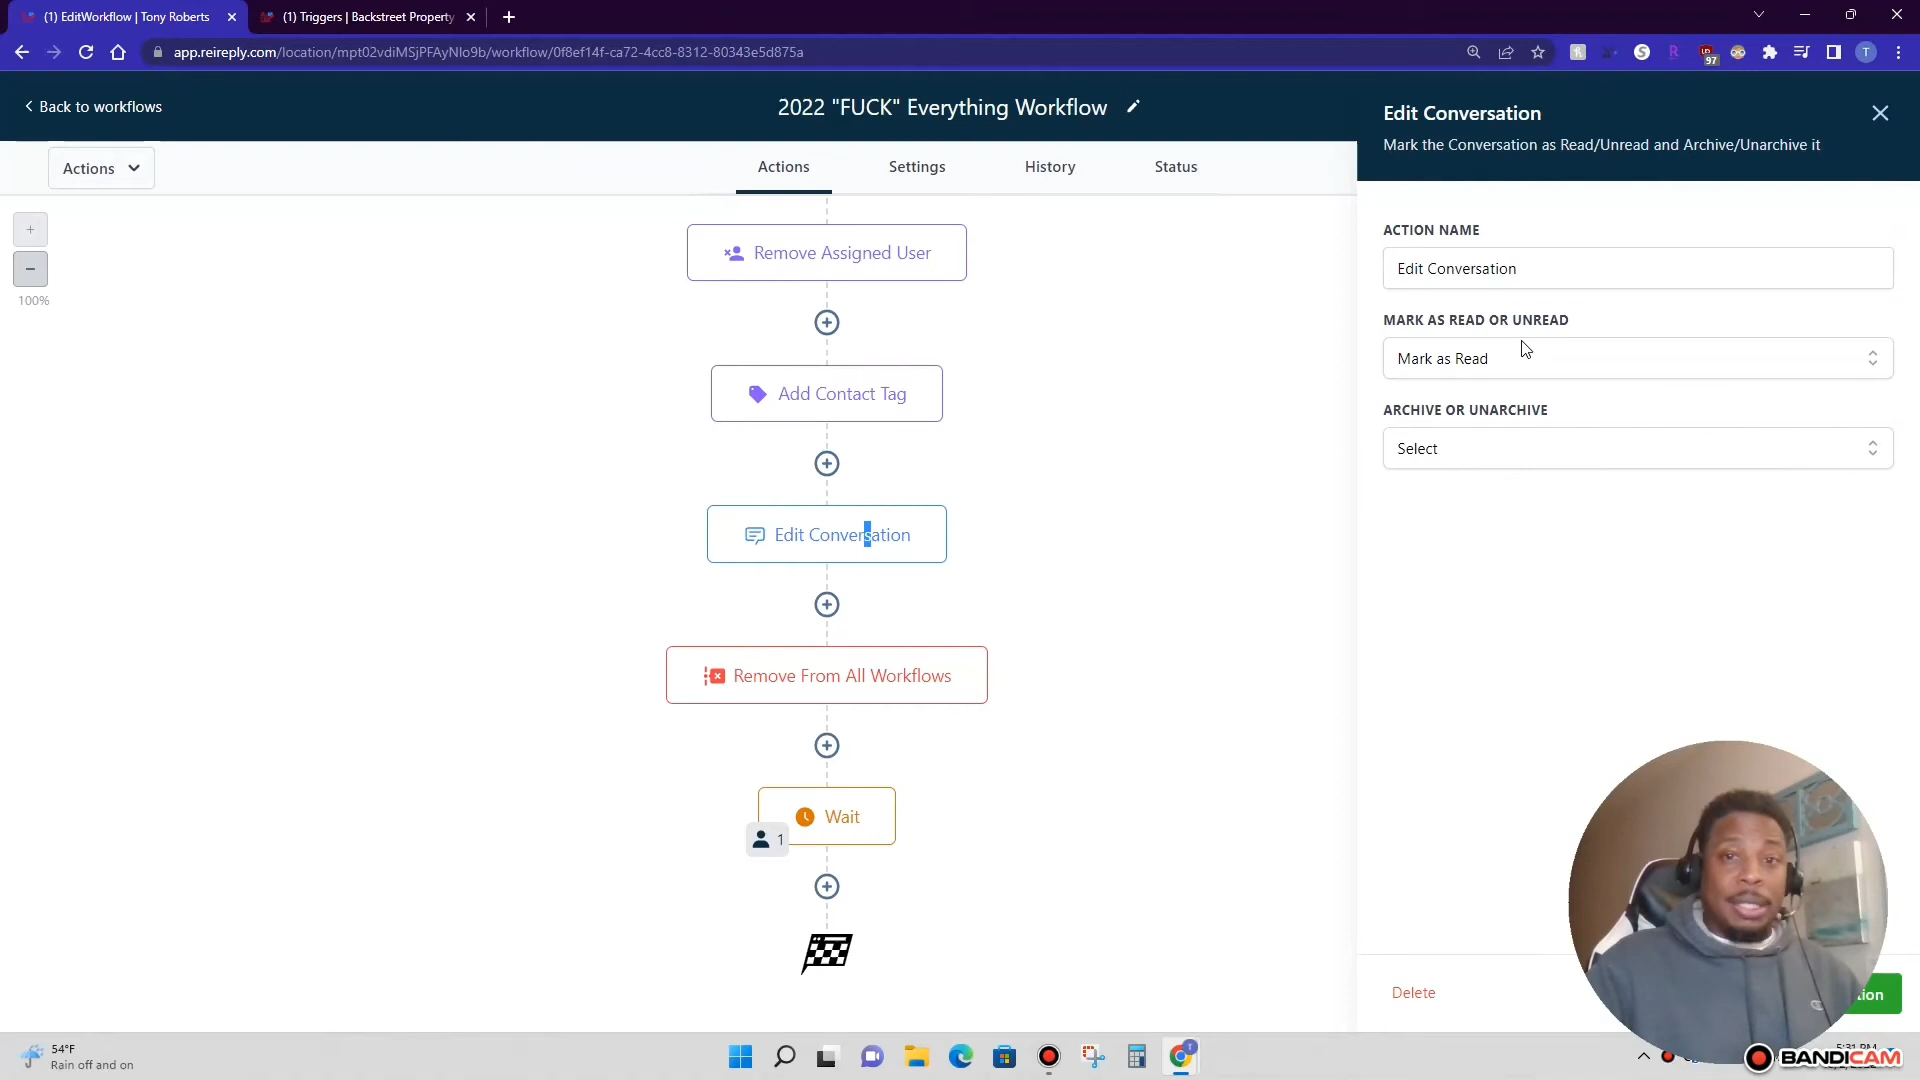 (1) EditWorkflow | Tony Roberts
(1) Triggers | Backstreet Property
app.reireply.com/location/mpt02vdiMSjPFAyNIo9b/workflow/0f8ef14f-ca72-4cc8-8312-80343e5d875a
97
T
Back to workflows
2022 "FUCK" Everything Workflow
Edit Conversation
Mark the Conversation as Read/Unread and Archive/Unarchive it
Actions
Actions
Settings
History
Status
100%
Remove Assigned User
Add Contact Tag
Edit Conversation
Remove From All Workflows
Wait
1
ACTION NAME
Edit Conversation
MARK AS READ OR UNREAD
Mark as Read
ARCHIVE OR UNARCHIVE
Select
Delete
tion
54°F
Rain off and on
BANDICAM